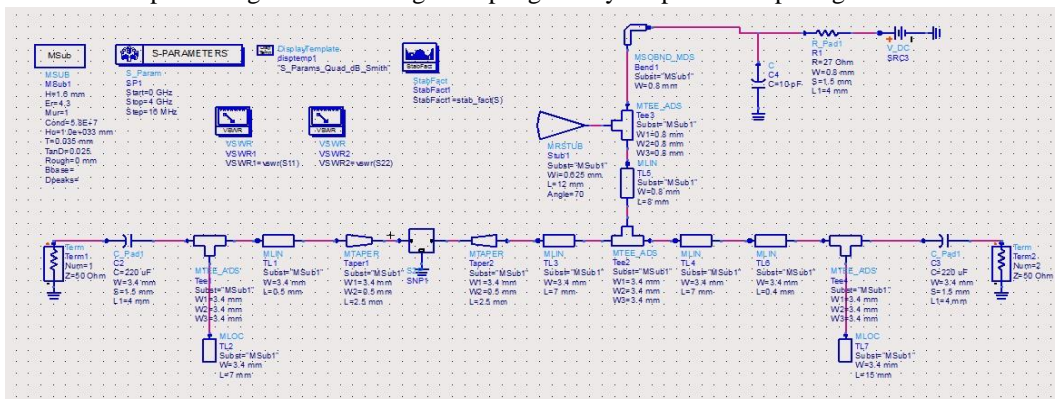 MSub
MSUB
MSub1
H=1.6 mm
Er=4.3
Mur=1
Cond=5.8E+7
Hu=1.0e+033 mm
T=0.035 mm
TanD=0.025
Rough=0 mm
Bbase=
Dpeaks=
S-PARAMETERS
S_Param
SP1
Start=0 GHz
Stop=4 GHz
Step=16 MHz
DisplayTemplate
disptemp1
"S_Params_Quad_dB_Smith"
VSWR
VSWR
VSWR1
VSWR1=vswr(S11)
VSWR
VSWR
VSWR2
VSWR2=vswr(S22)
StabFact
StabFact
StabFact1
StabFact1=stab_fact(S)
MSOBND_MDS
Bend1
Subst="MSub1"
W=0.8 mm
C
C4
C=10 pF
R_Pad1
R1
R=27 Ohm
W=0.8 mm
S=1.5 mm
L1=4 mm
V_DC
SRC3
MRSTUB
Stub1
Subst="MSub1"
Wi=0.625 mm
L=12 mm
Angle=70
MTEE_ADS
Tee3
Subst="MSub1"
W1=0.8 mm
W2=0.8 mm
W3=0.8 mm
MLIN
TL5
Subst="MSub1"
W=0.8 mm
L=8 mm
Term
Term1
Num=1
Z=50 Ohm
C_Pad1
C2
C=220 uF
W=3.4 mm
S=1.5 mm
L1=4 mm
MTEE_ADS
Subst="MSub1"
W1=3.4 mm
W2=3.4 mm
W3=3.4 mm
MLOC
TL2
Subst="MSub1"
W=3.4 mm
L=7 mm
MLIN
TL1
Subst="MSub1"
W=3.4 mm
L=0.5 mm
MTAPER
Taper1
Subst="MSub1"
W1=3.4 mm
W2=0.5 mm
L=2.5 mm
SNP1
MTAPER
Taper2
Subst="MSub1"
W1=3.4 mm
W2=0.5 mm
L=2.5 mm
MLIN
TL3
Subst="MSub1"
W=3.4 mm
L=7 mm
MTEE_ADS
Tee2
Subst="MSub1"
W1=3.4 mm
W2=3.4 mm
W3=3.4 mm
MLIN
TL4
Subst="MSub1"
W=3.4 mm
L=7 mm
MLIN
TL6
Subst="MSub1"
W=3.4 mm
L=0.4 mm
MTEE_ADS
Subst="MSub1"
W1=3.4 mm
W2=3.4 mm
W3=3.4 mm
MLOC
TL7
Subst="MSub1"
W=3.4 mm
L=15 mm
C_Pad1
C3
C=220 uF
W=3.4 mm
S=1.5 mm
L1=4 mm
Term
Term2
Num=2
Z=50 Ohm